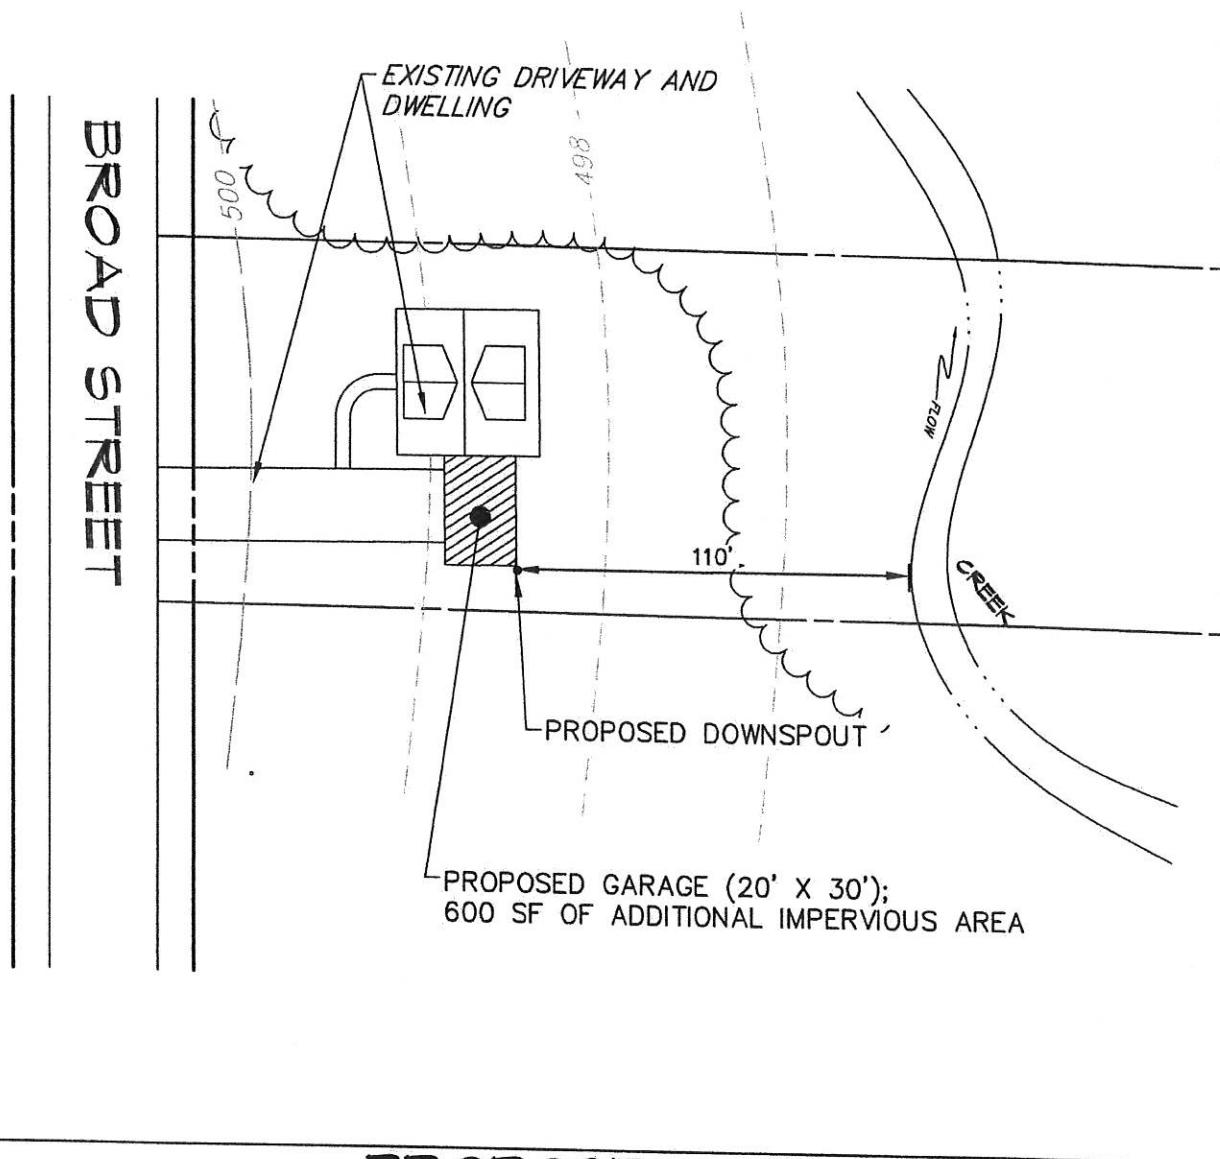 EXISTING DRIVEWAY AND
DWELLING
BROAD STREET
500
498
FLOW
110'
CREEK
PROPOSED DOWNSPOUT
PROPOSED GARAGE (20' X 30');
600 SF OF ADDITIONAL IMPERVIOUS AREA